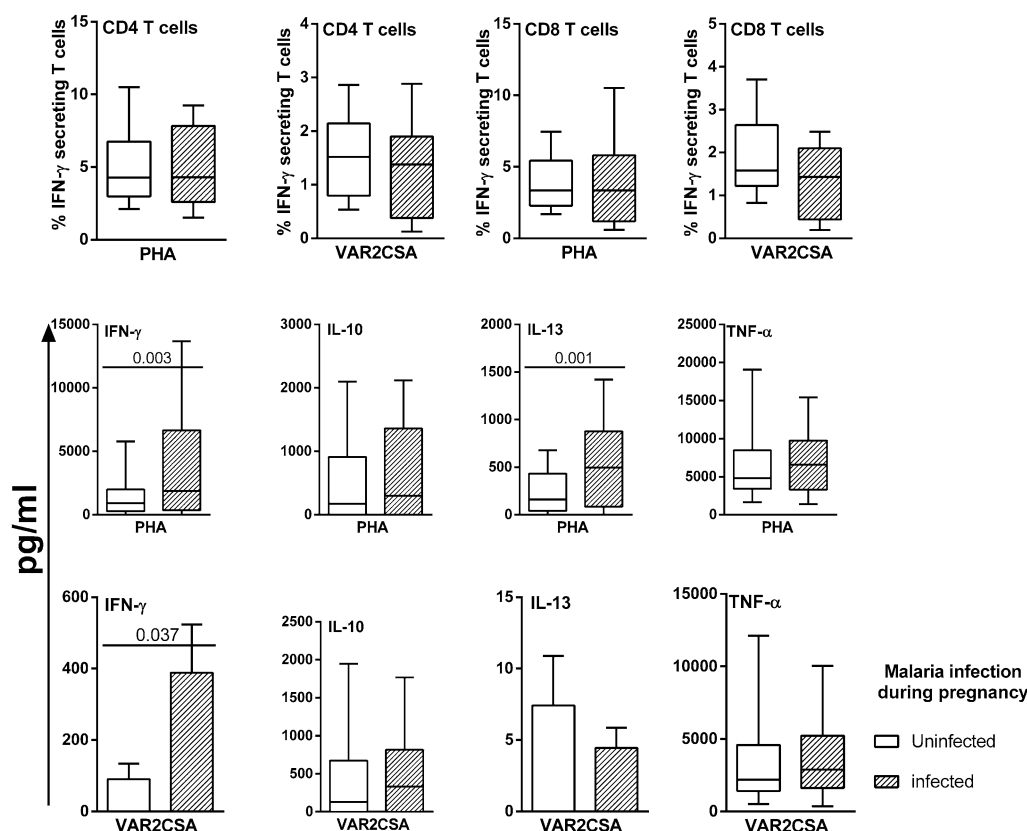 CD4 T cells
% IFN-γ secreting T cells
15
10
5
0
PHA
CD4 T cells
% IFN-γ secreting T cells
4
3
2
1
0
VAR2CSA
CD8 T cells
% IFN-γ secreting T cells
15
10
5
0
PHA
CD8 T cells
% IFN-γ secreting T cells
5
4
3
2
1
0
VAR2CSA
pg/ml
IFN-γ
0.003
15000
10000
5000
0
PHA
IL-10
3000
2000
1000
0
PHA
IL-13
0.001
2000
1500
1000
500
0
PHA
TNF-α
25000
20000
15000
10000
5000
0
PHA
IFN-γ
0.037
600
400
200
0
VAR2CSA
IL-10
2500
2000
1500
1000
500
0
VAR2CSA
IL-13
15
10
5
0
VAR2CSA
TNF-α
15000
10000
5000
0
VAR2CSA
Malaria infection
during pregnancy
Uninfected
infected